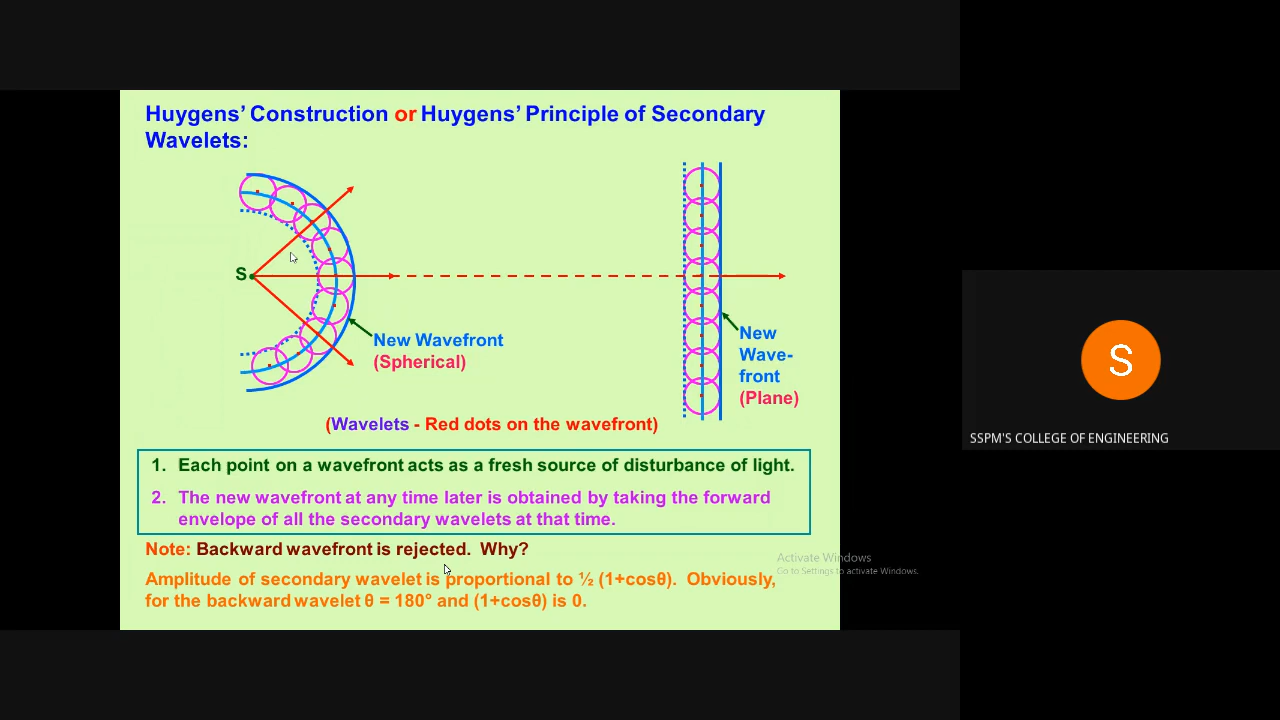 Huygens’ Construction or Huygens’ Principle of Secondary
Wavelets:
S
New Wavefront
(Spherical)
New
Wave-
front
(Plane)
(Wavelets - Red dots on the wavefront)
1. Each point on a wavefront acts as a fresh source of disturbance of light.
2. The new wavefront at any time later is obtained by taking the forward
envelope of all the secondary wavelets at that time.
Note: Backward wavefront is rejected. Why?
Amplitude of secondary wavelet is proportional to ½ (1+cosθ). Obviously,
for the backward wavelet θ = 180° and (1+cosθ) is 0.
Activate Windows
Go to Settings to activate Windows.
S
SSPM'S COLLEGE OF ENGINEERING